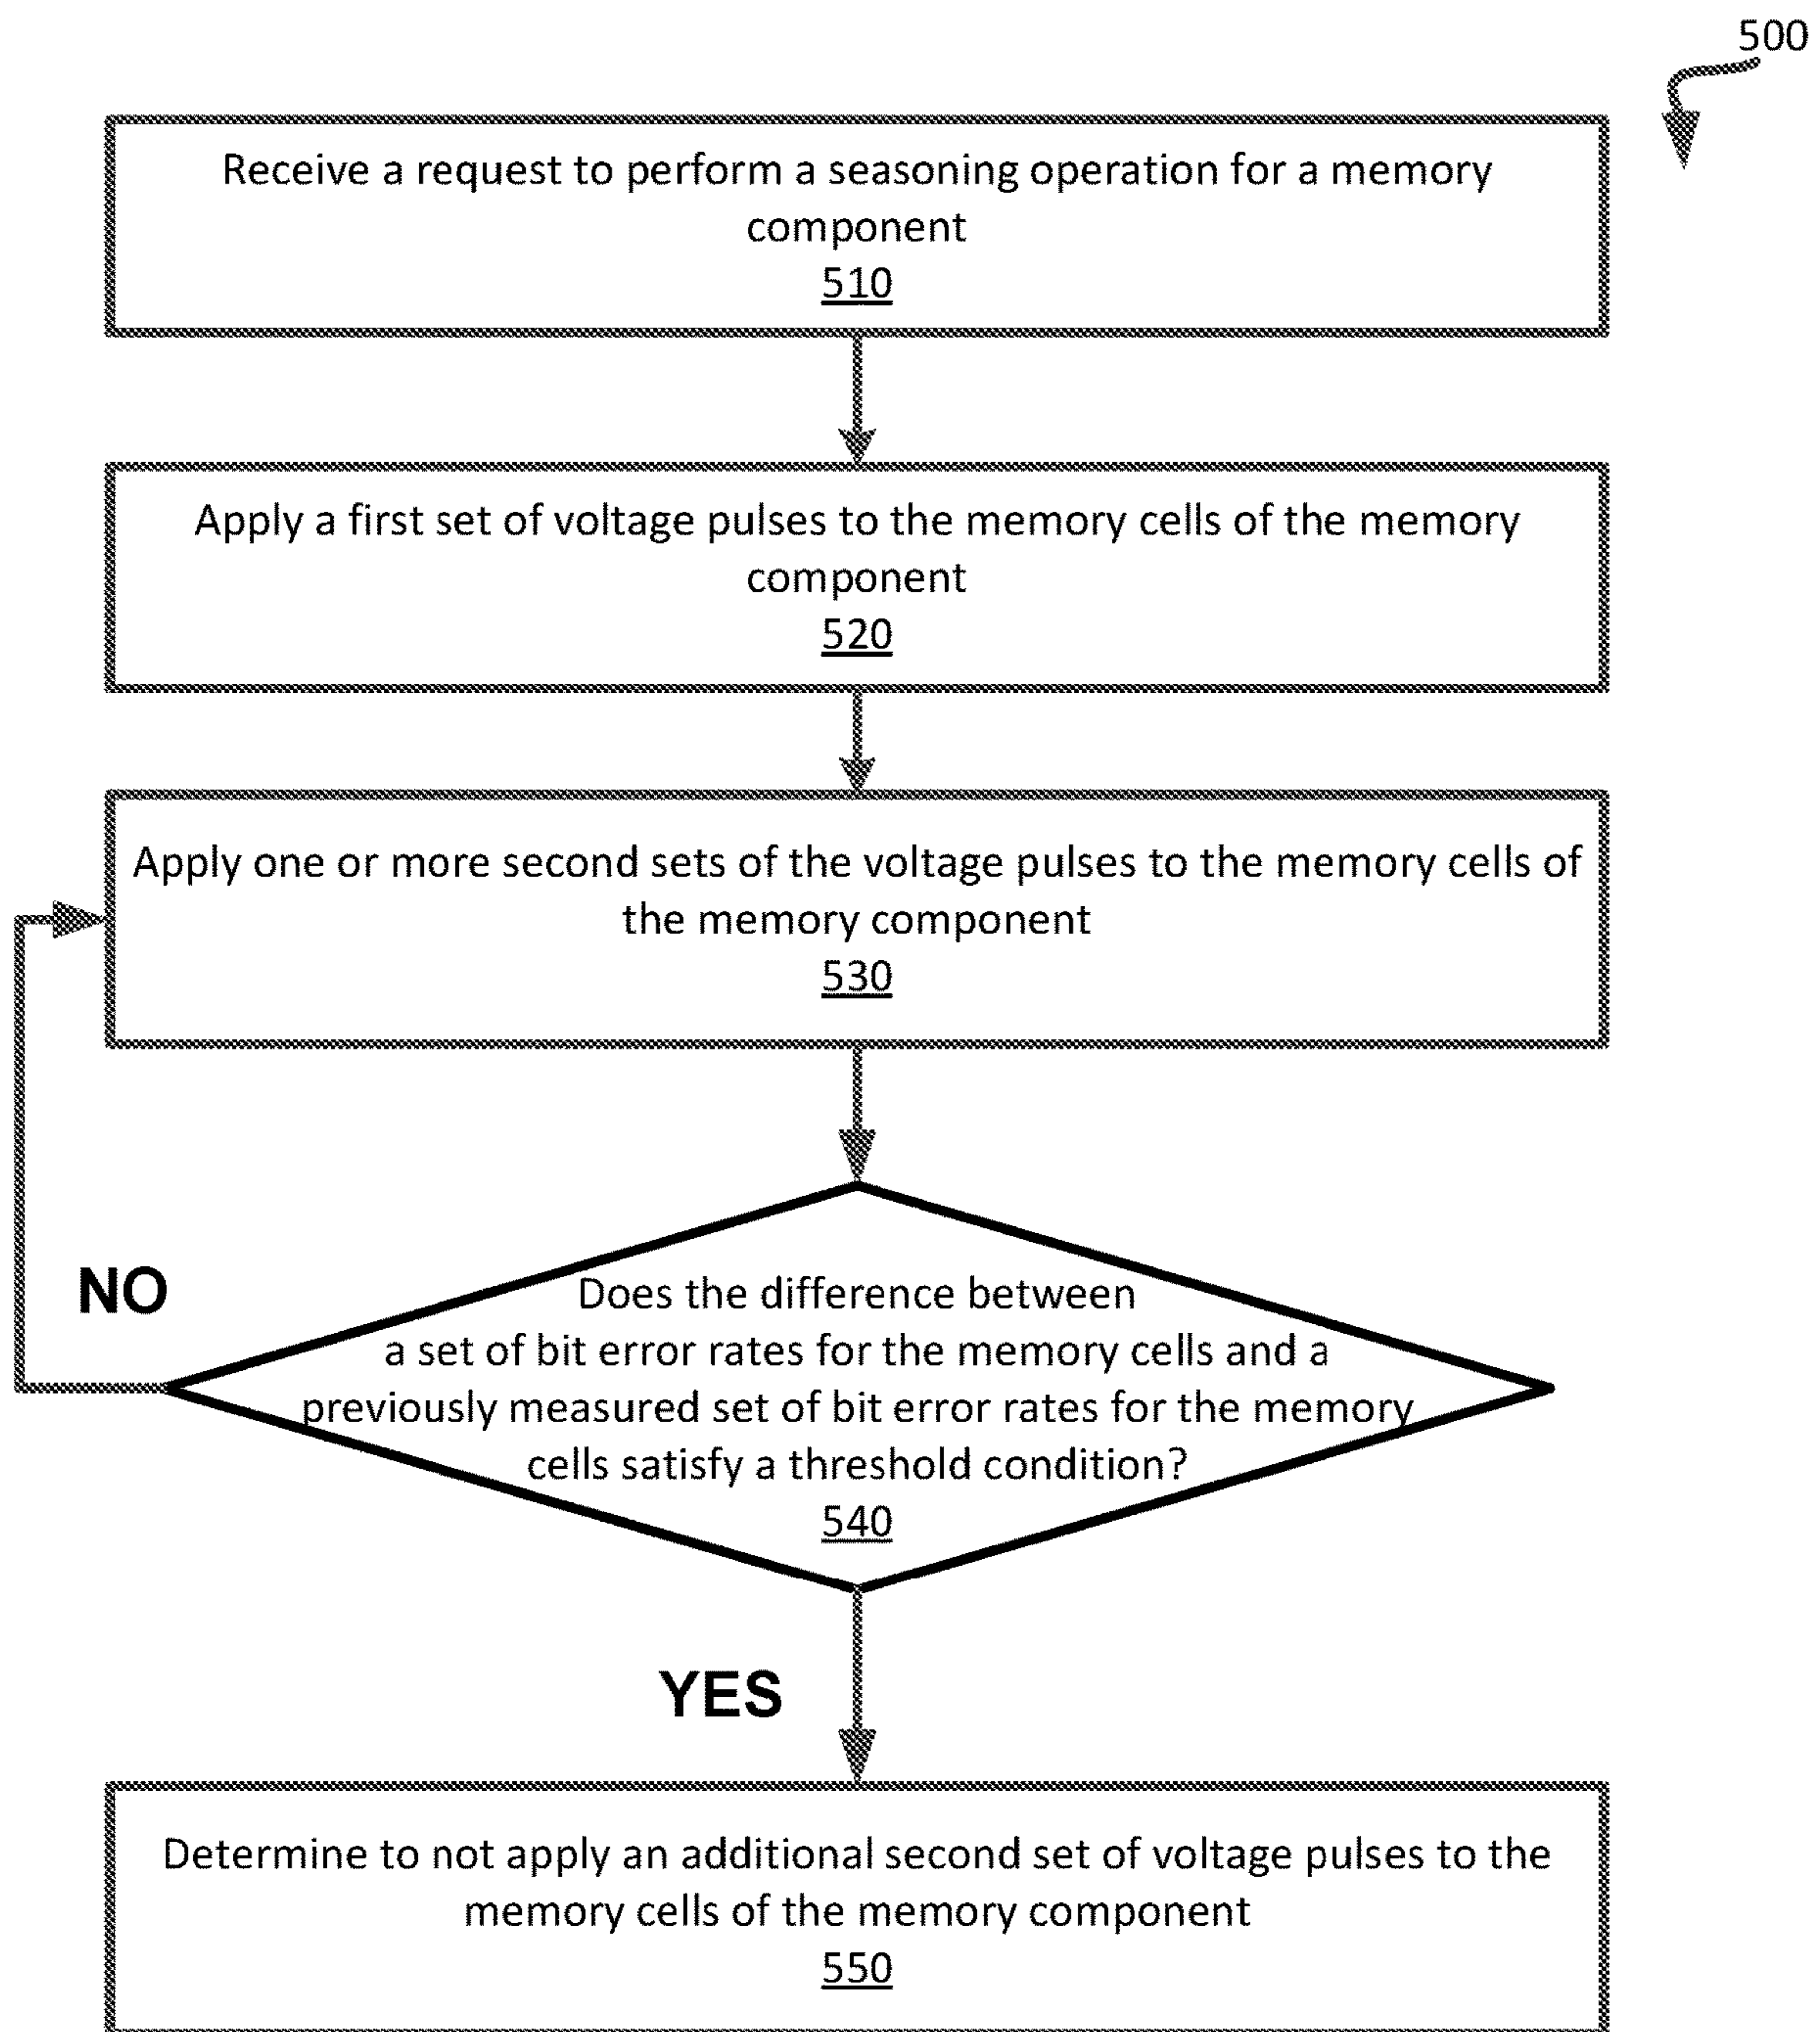 500
Receive a request to perform a seasoning operation for a memory
component
510
Apply a first set of voltage pulses to the memory cells of the memory
component
520
Apply one or more second sets of the voltage pulses to the memory cells of
the memory component
530
NO
Does the difference between
a set of bit error rates for the memory cells and a
previously measured set of bit error rates for the memory
cells satisfy a threshold condition?
540
YES
Determine to not apply an additional second set of voltage pulses to the
memory cells of the memory component
550